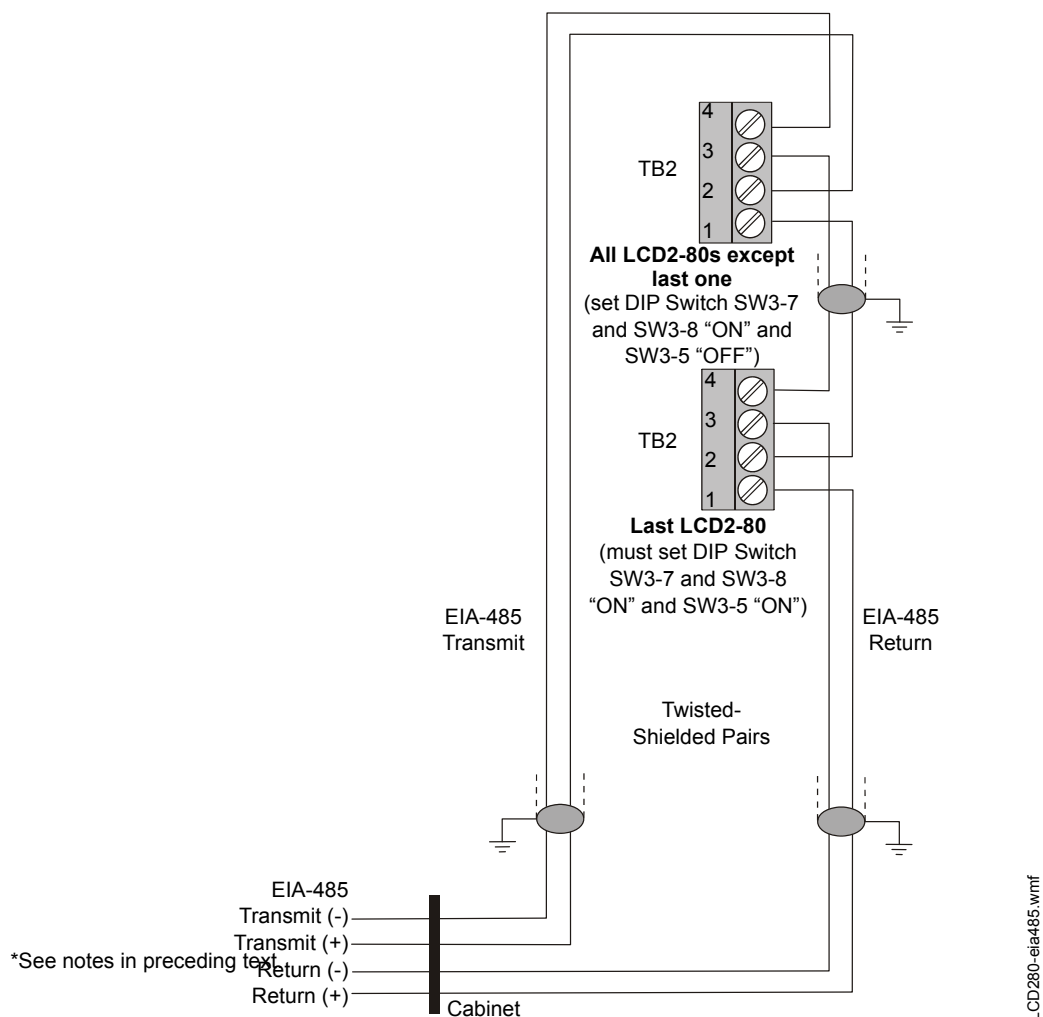 4
3
TB2
2
1
All LCD2-80s except
last one
(set DIP Switch SW3-7
and SW3-8 “ON” and
SW3-5 “OFF”)
4
3
TB2
2
1
Last LCD2-80
(must set DIP Switch
SW3-7 and SW3-8
“ON” and SW3-5 “ON”)
EIA-485
Transmit
EIA-485
Return
Twisted-
Shielded Pairs
EIA-485
Transmit (-)
Transmit (+)
*See notes in preceding text
Return (-)
Return (+)
Cabinet
LCD280-eia485.wmf